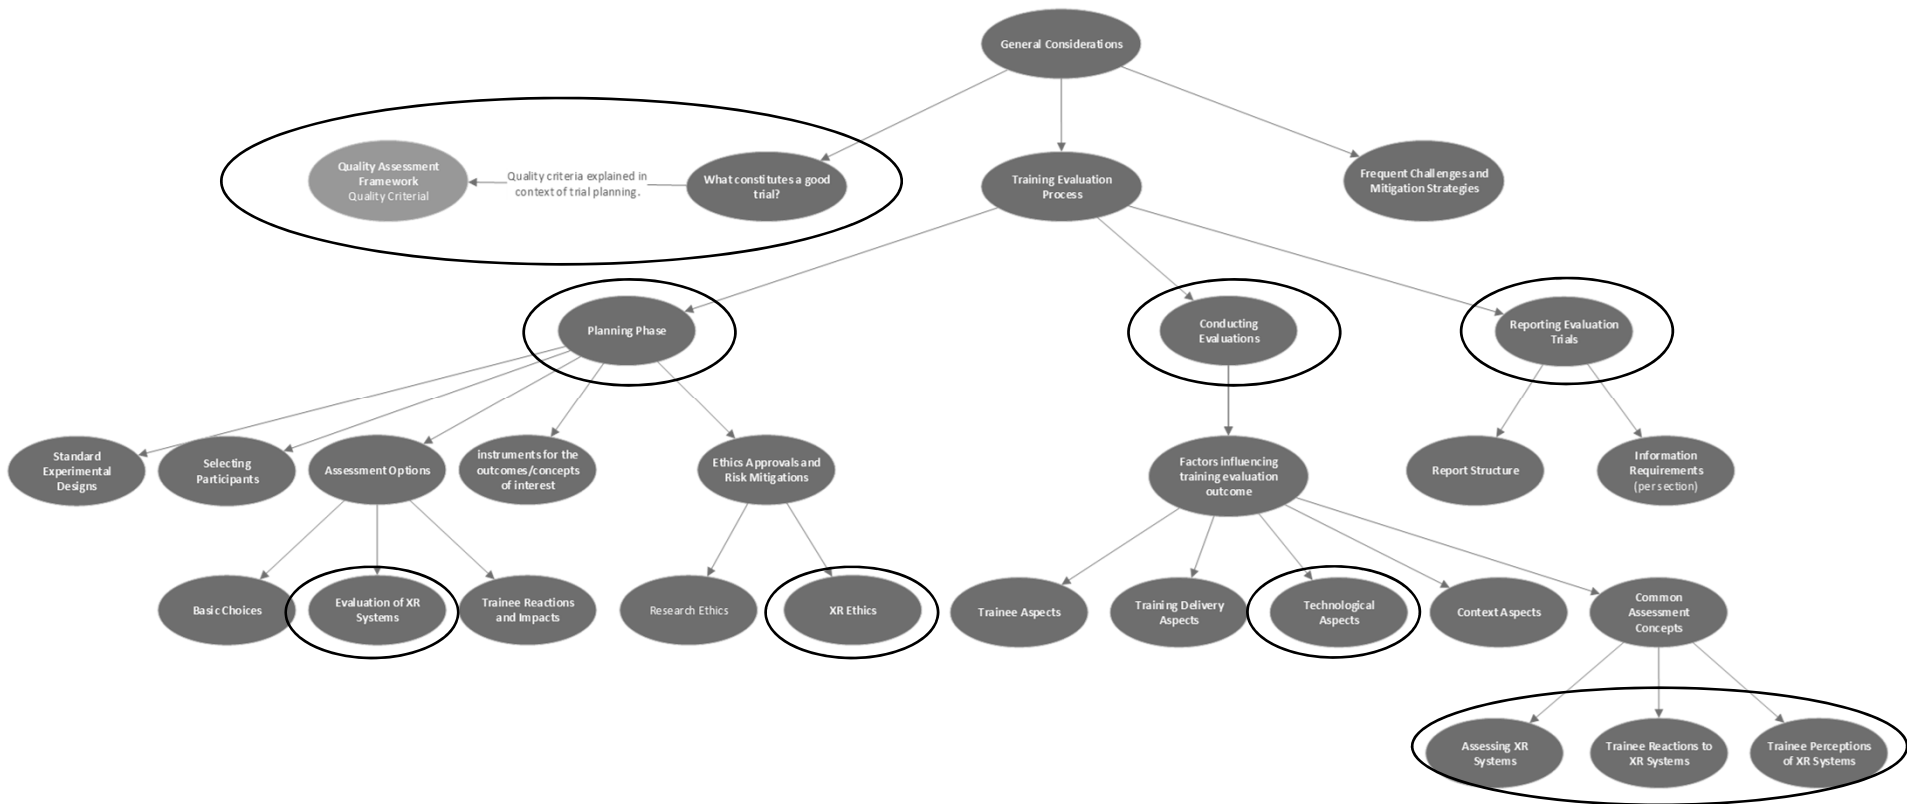 General Considerations
Quality Assessment
Framework
Quality Criterial
Quality criteria explained in
context of trial planning.
What constitutes a good
trial?
Training Evaluation
Process
Frequent Challenges and
Mitigation Strategies
Planning Phase
Conducting
Evaluations
Reporting Evaluation
Trials
Standard
Experimental
Designs
Selecting
Participants
Assessment Options
instruments for the
outcomes/concepts
of interest
Ethics Approvals and
Risk Mitigations
Factors influencing
training evaluation
outcome
Report Structure
Information
Requirements
(per section)
Basic Choices
Evaluation of XR
Systems
Trainee Reactions
and Impacts
Research Ethics
XR Ethics
Trainee Aspects
Training Delivery
Aspects
Technological
Aspects
Context Aspects
Common
Assessment
Concepts
Assessing XR
Systems
Trainee Reactions to
XR Systems
Trainee Perceptions
of XR Systems